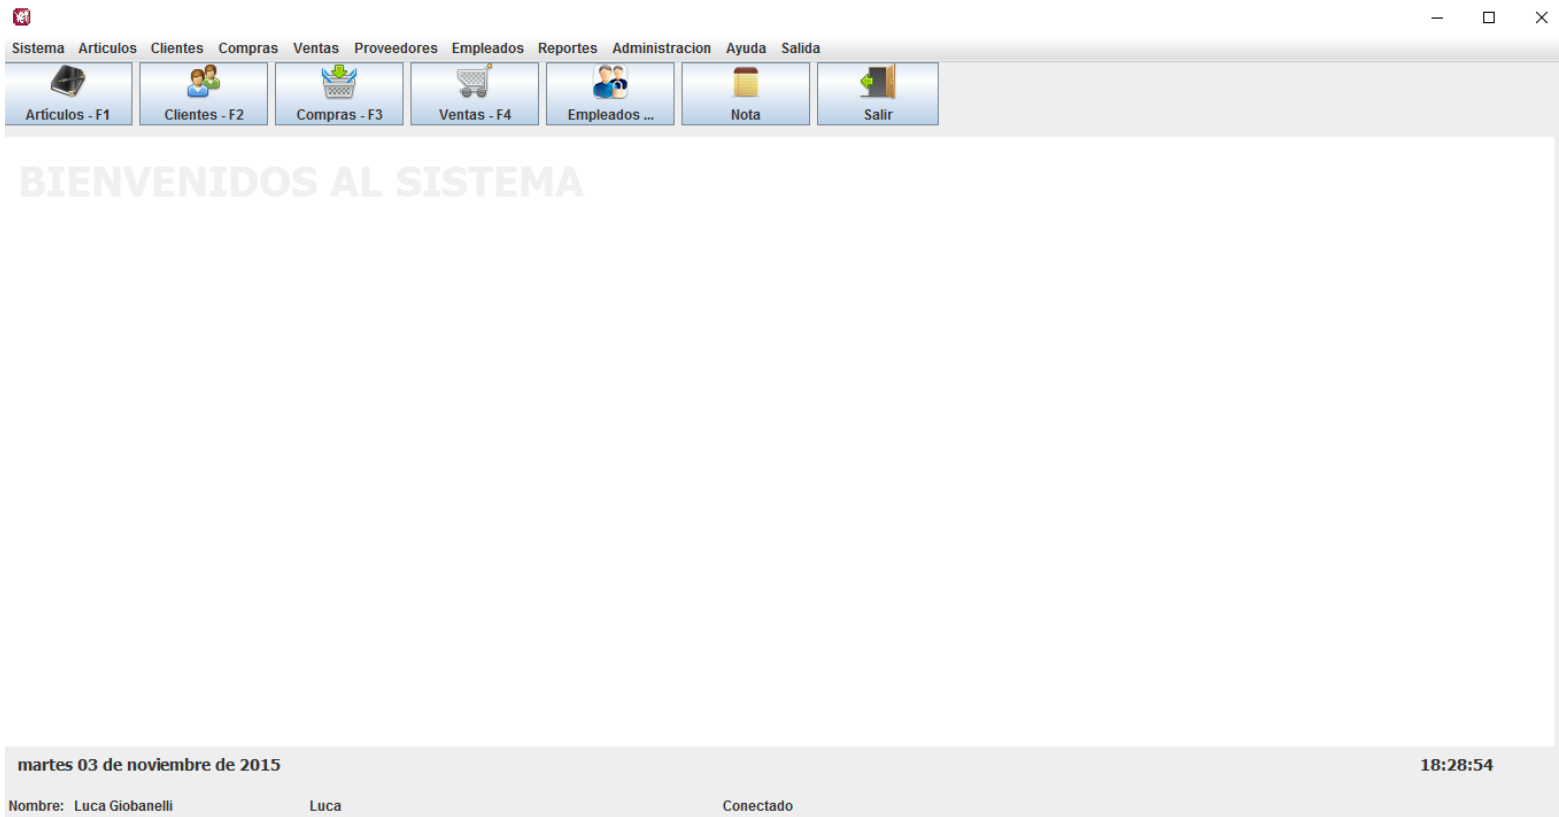 Sistema Articulos Clientes Compras Ventas Proveedores Empleados Reportes Administracion Ayuda Salida
Artículos - F1 Clientes - F2 Compras - F3 Ventas - F4 Empleados ... Nota Salir
BIENVENIDOS AL SISTEMA
martes 03 de noviembre de 2015 18:28:54
Nombre: Luca Giobanelli Luca Conectado